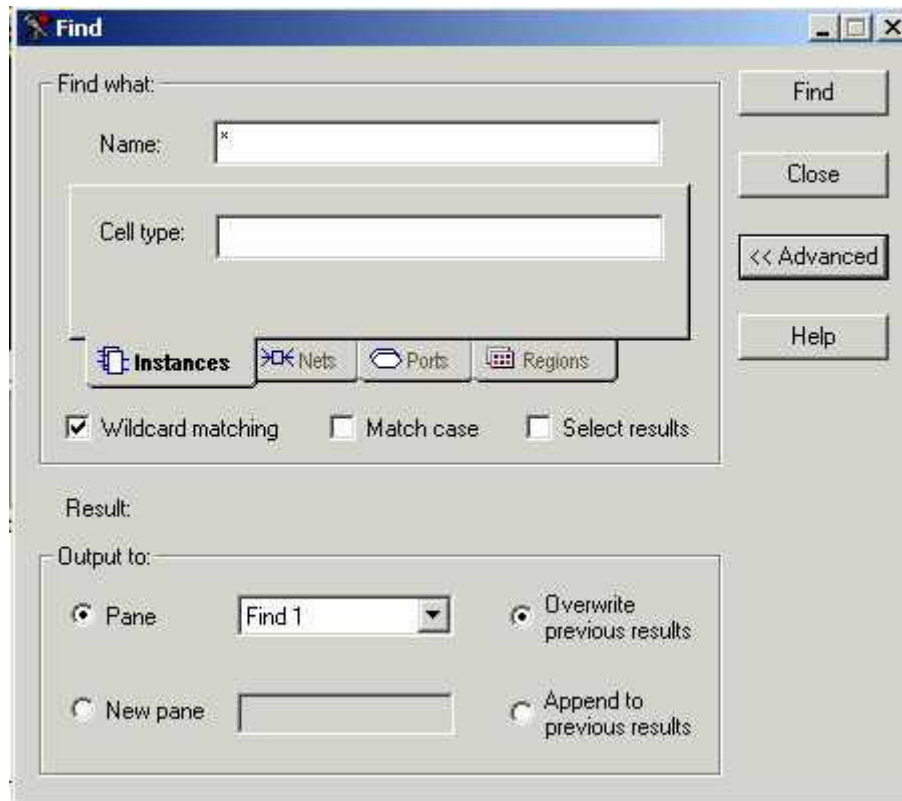 Find
Find what:
Name: *
Find
Close
Cell type:
<< Advanced
Help
Instances Nets Ports Regions
Wildcard matching Match case Select results
Result:
Output to:
Pane Find 1 Overwrite
previous results
New pane Append to
previous results